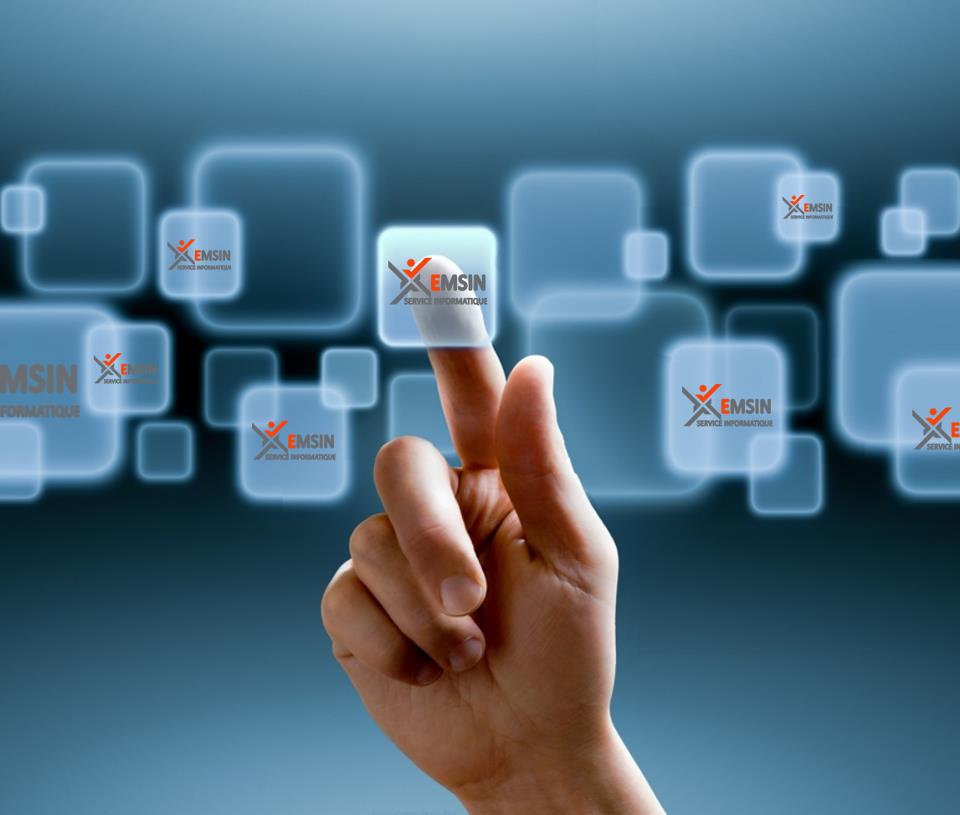 EMSIN
SERVICE INFORMATIQUE
EMSIN
SERVICE INFORMATIQUE
EMSIN
SERVICE INFORMATIQUE
MSIN
FORMATIQUE
EMSIN
SERVICE INFORMATIQUE
EMSIN
SERVICE INFORMATIQUE
EMSIN
SERVICE INFORMATIQUE
E
SERVICE IN